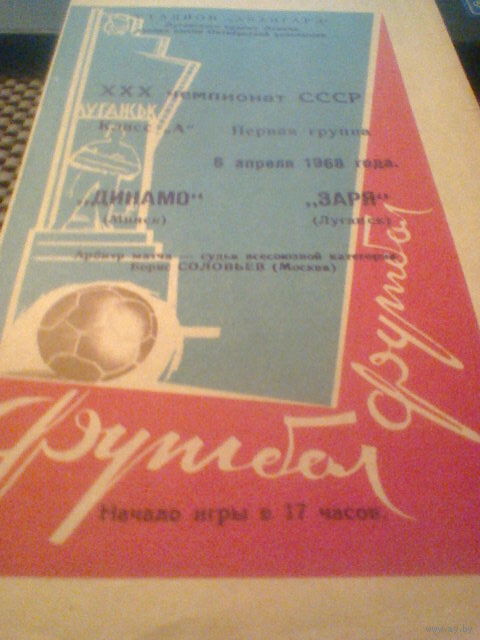 СТАДИОН „АВАНГАРД"
XXX чемпионат СССР
ЛУГАНСЬК
Класс „А" Первая группа
6 апреля 1968 года.
„ДИНАМО" „ЗАРЯ"
(Минск) (Луганск)
Арбитр матча — судья всесоюзной категории
Борис СОЛОВЬЕВ (Москва)
футбол
футбол
Начало игры в 17 часов.